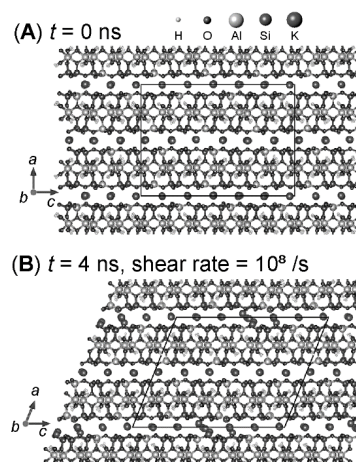 (A) t = 0 ns
H O Al Si K
a
b c
(B) t = 4 ns, shear rate = 10⁸ /s
a
b c